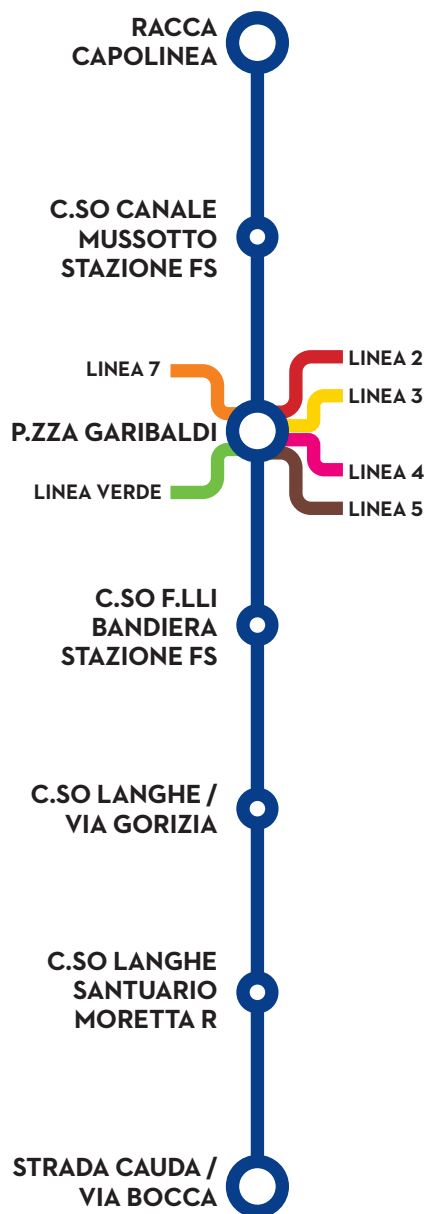 RACCA
CAPOLINEA
C.SO CANALE
MUSSOTTO
STAZIONE FS
LINEA 7
LINEA 2
LINEA 3
P.ZZA GARIBALDI
LINEA VERDE
LINEA 4
LINEA 5
C.SO F.LLI
BANDIERA
STAZIONE FS
C.SO LANGHE /
VIA GORIZIA
C.SO LANGHE
SANTUARIO
MORETTA R
STRADA CAUDA /
VIA BOCCA